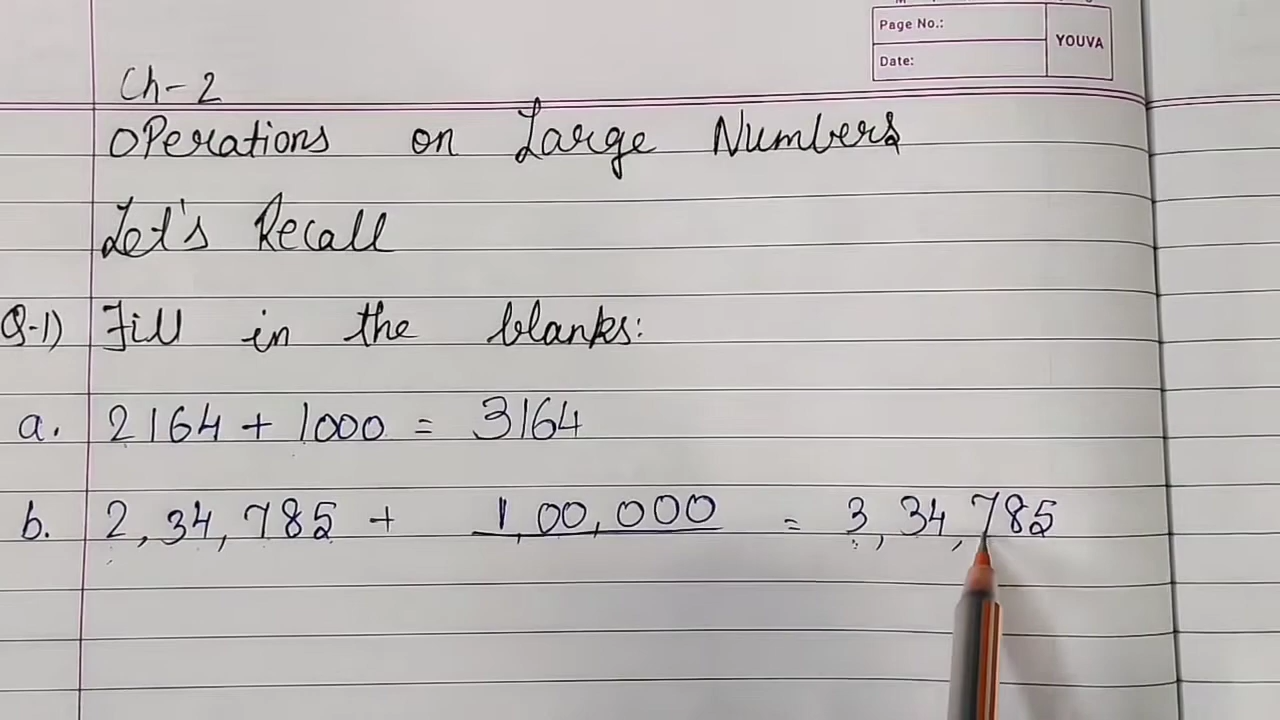 Page No.:
YOUVA
Date:
Ch-2
Operations on Large Numbers
Let's Recall
Q-1) Fill in the blanks:
a. 2164 + 1000 = 3164
b. 2,34,785 + 1,00,000 = 3,34,785